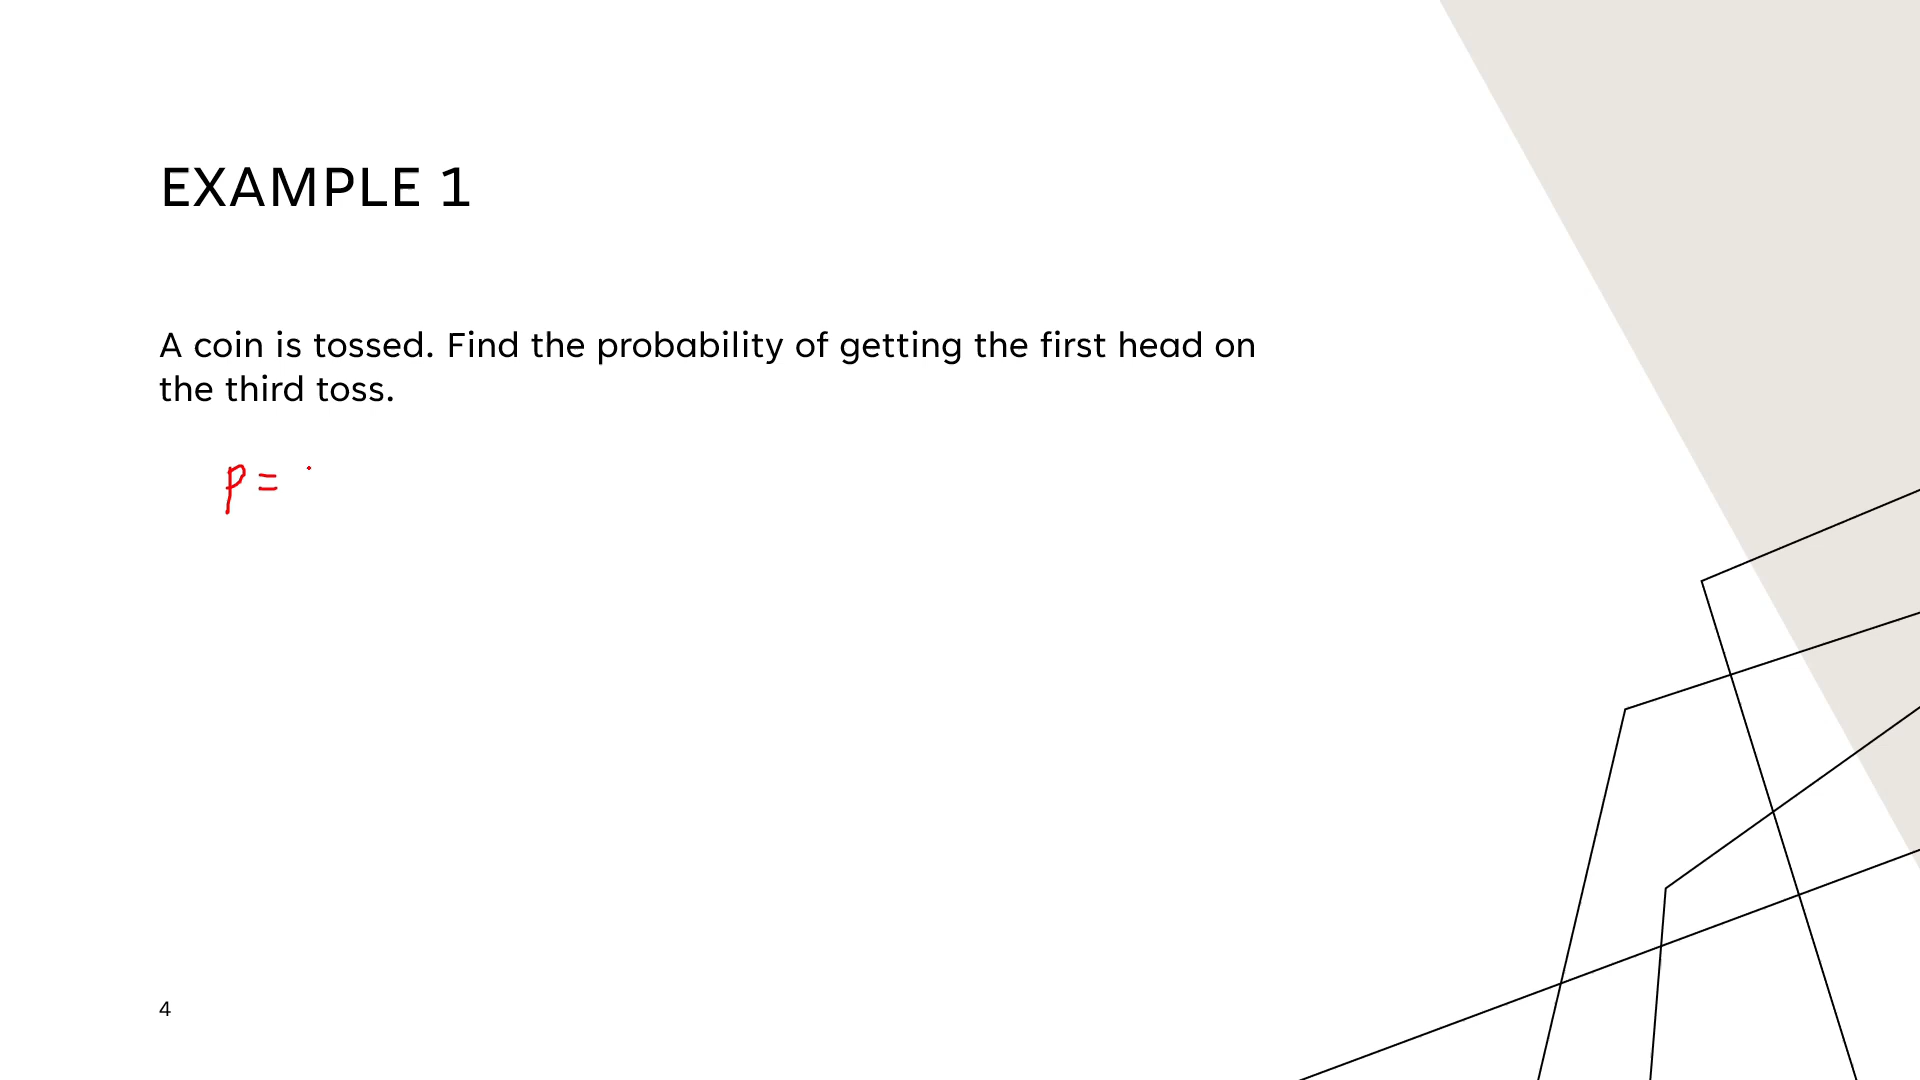 EXAMPLE 1
A coin is tossed. Find the probability of getting the first head on
the third toss.
p =
4